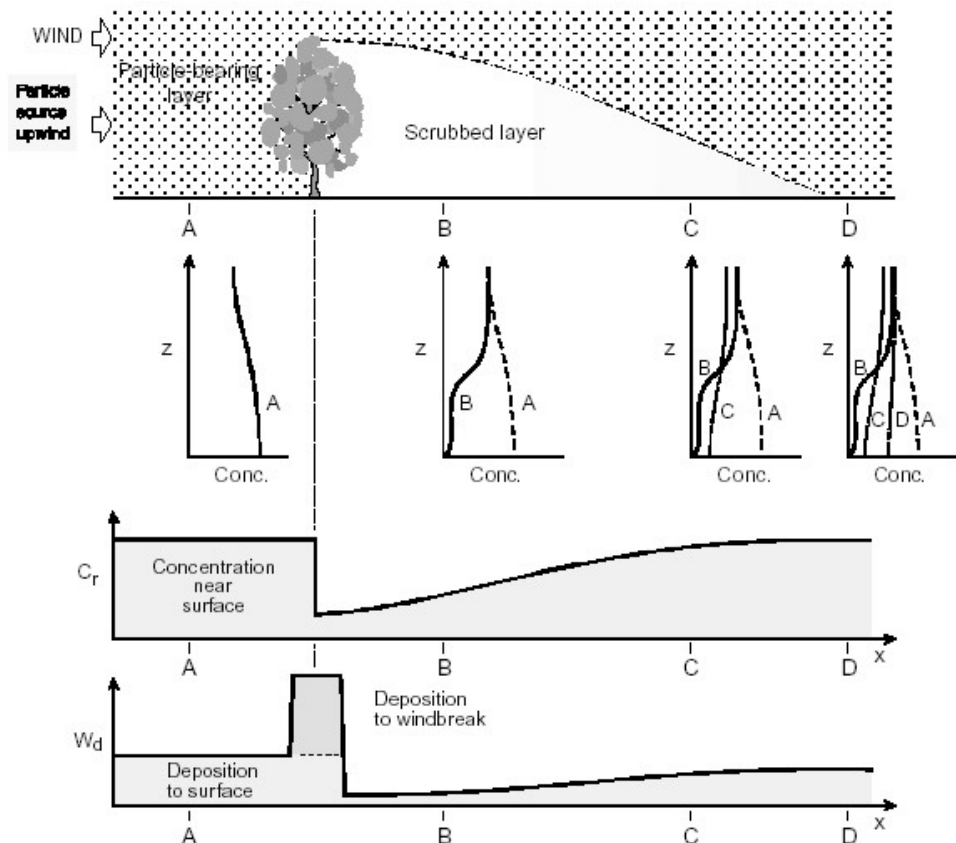 WIND
Particle-bearing
layer
Particle
source
upwind
Scrubbed layer
A
B
C
D
Z
A
Conc.
Z
B
A
Conc.
Z
B
C
A
Conc.
Z
B
C
D
A
Conc.
Cr
Concentration
near
surface
A
B
C
D
x
Wd
Deposition
to windbreak
Deposition
to surface
A
B
C
D
x